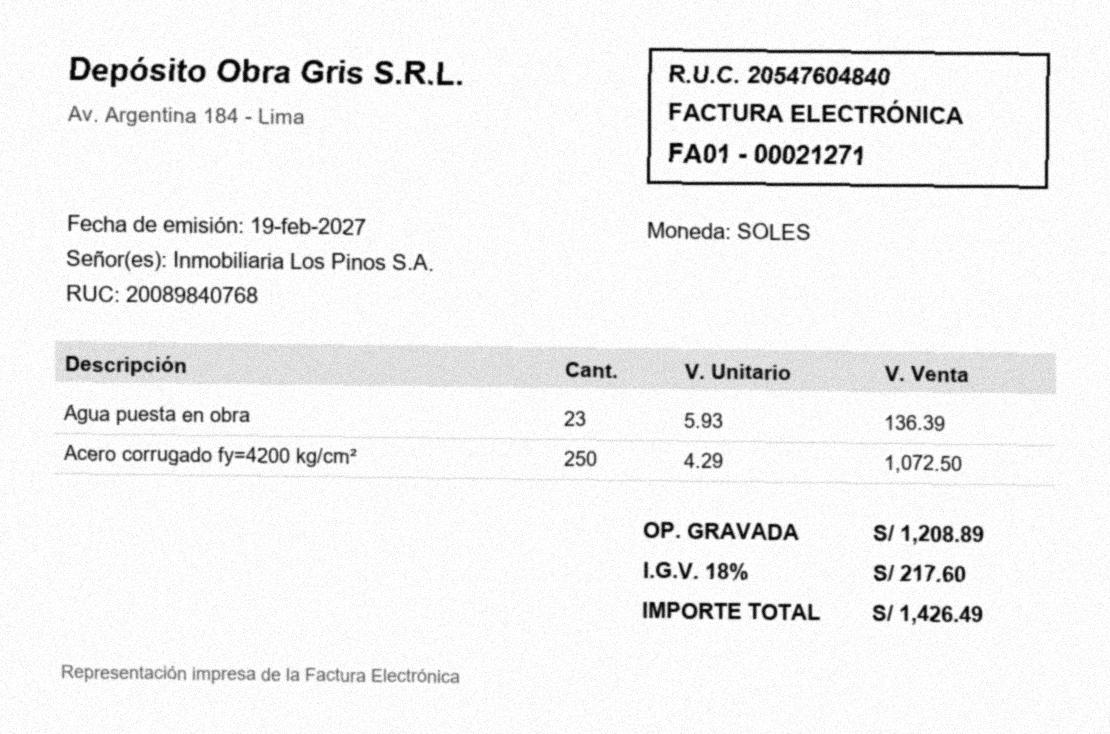 Depósito Obra Gris S.R.L.
Av. Argentina 184 - Lima
R.U.C. 20547604840
FACTURA ELECTRÓNICA
FA01 - 00021271
Fecha de emisión: 19-feb-2027
Señor(es): Inmobiliaria Los Pinos S.A.
RUC: 20089840768
Moneda: SOLES
Descripción Cant. V. Unitario V. Venta
Agua puesta en obra 23 5.93 136.39
Acero corrugado fy=4200 kg/cm² 250 4.29 1,072.50
OP. GRAVADA S/ 1,208.89
I.G.V. 18% S/ 217.60
IMPORTE TOTAL S/ 1,426.49
Representación impresa de la Factura Electrónica